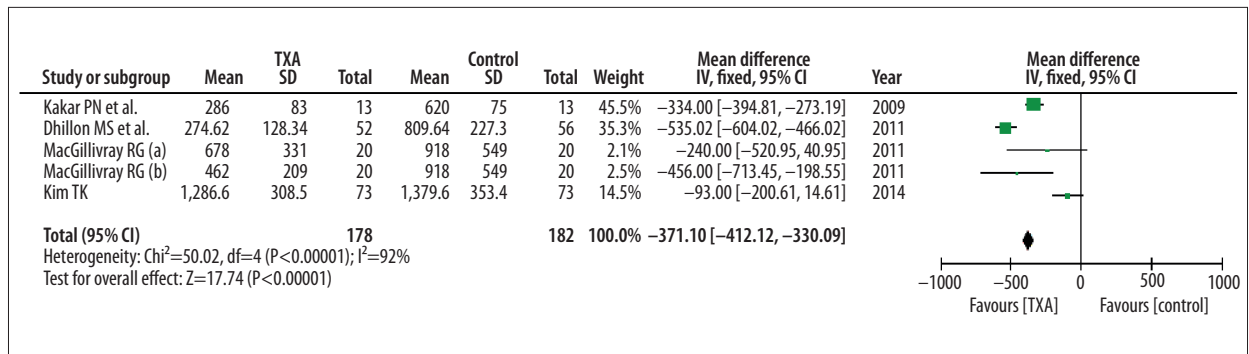 TXA Control Mean difference Mean difference
Study or subgroup Mean SD Total Mean SD Total Weight IV, fixed, 95% CI Year IV, fixed, 95% CI
Kakar PN et al. 286 83 13 620 75 13 45.5% −334.00 [−394.81, −273.19] 2009
Dhillon MS et al. 274.62 128.34 52 809.64 227.3 56 35.3% −535.02 [−604.02, −466.02] 2011
MacGillivray RG (a) 678 331 20 918 549 20 2.1% −240.00 [−520.95, 40.95] 2011
MacGillivray RG (b) 462 209 20 918 549 20 2.5% −456.00 [−713.45, −198.55] 2011
Kim TK 1,286.6 308.5 73 1,379.6 353.4 73 14.5% −93.00 [−200.61, 14.61] 2014
Total (95% CI) 178 182 100.0% −371.10 [−412.12, −330.09]
Heterogeneity: Chi²=50.02, df=4 (P<0.00001); I²=92%
Test for overall effect: Z=17.74 (P<0.00001)
−1000 −500 0 500 1000
Favours [TXA] Favours [control]